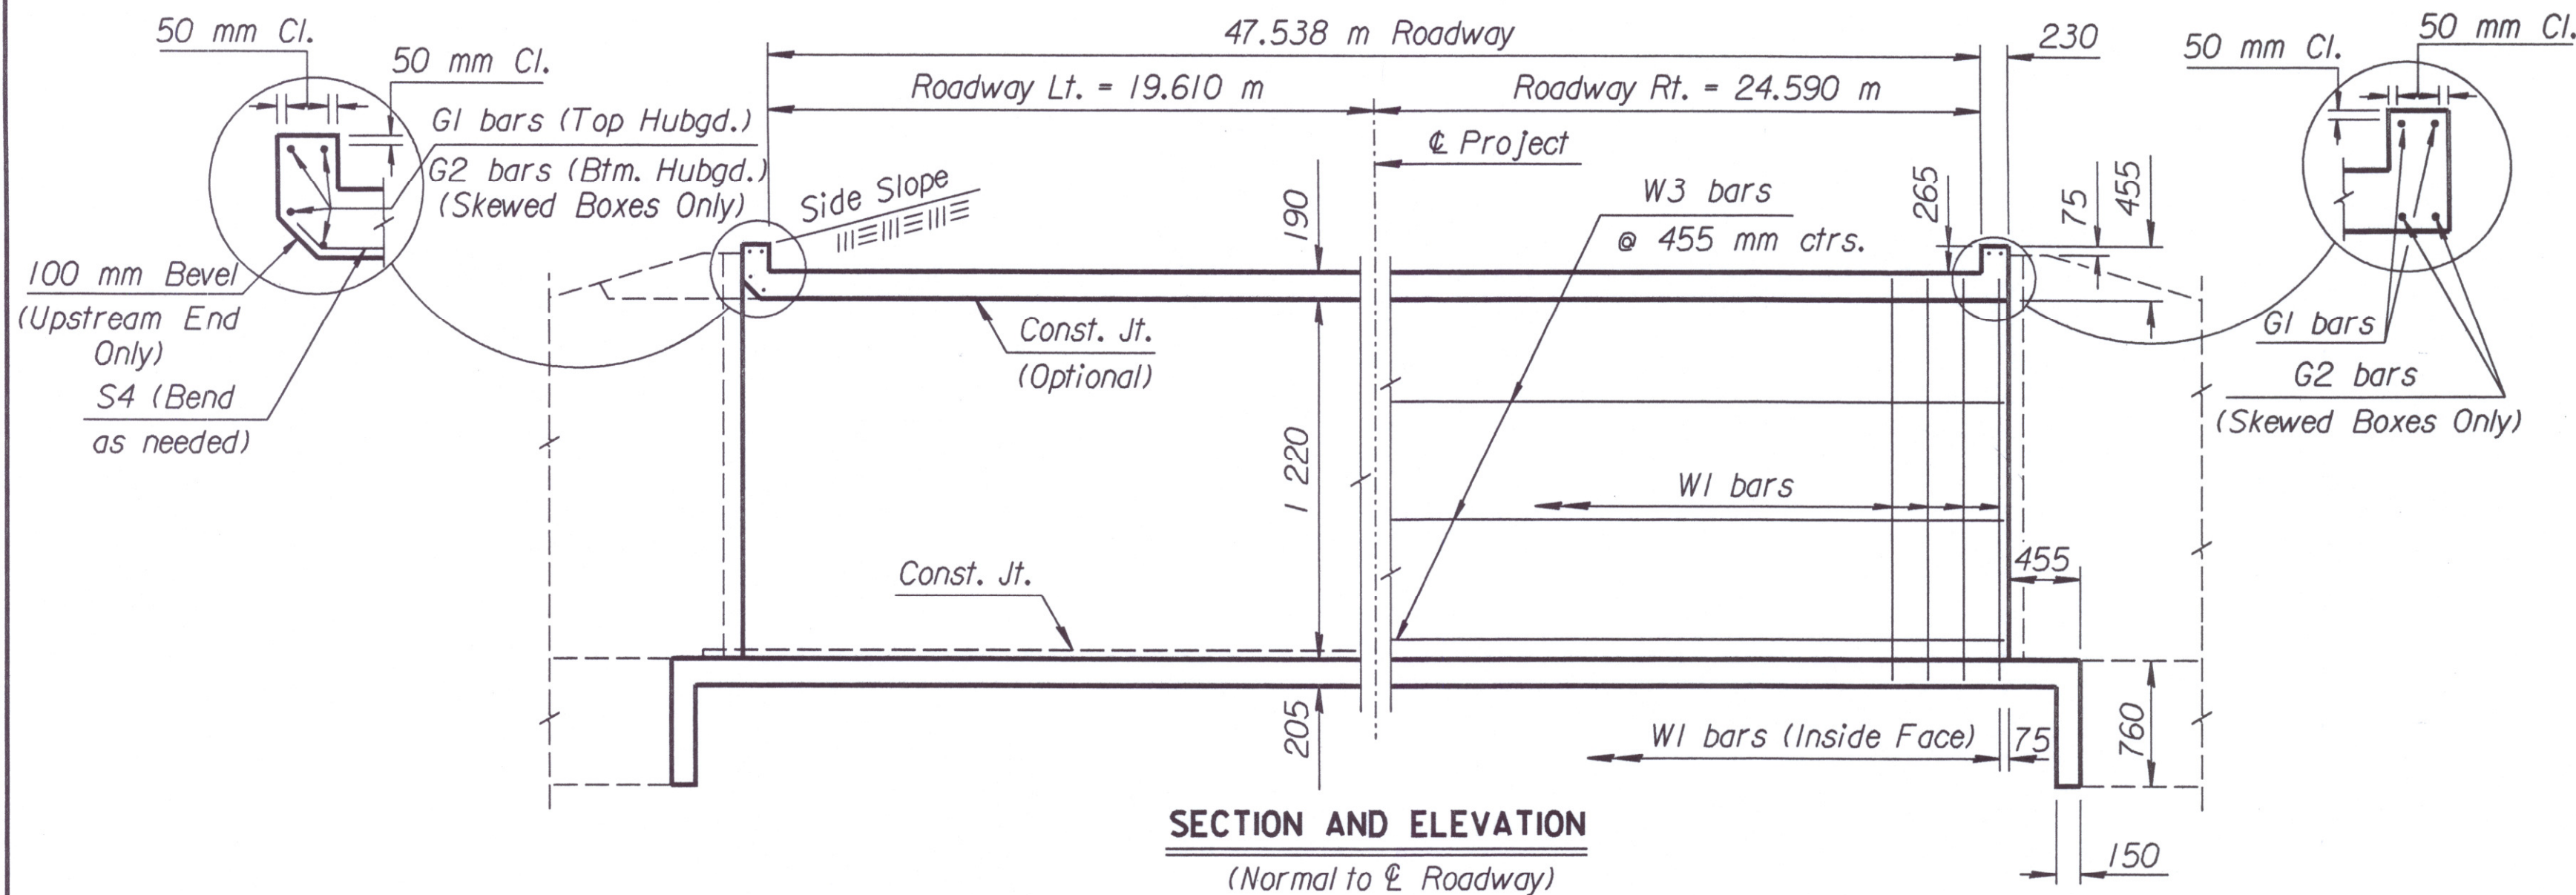 50 mm Cl.
50 mm Cl.
G1 bars (Top Hubgd.)
G2 bars (Btm. Hubgd.)
(Skewed Boxes Only)
100 mm Bevel
(Upstream End
Only)
S4 (Bend
as needed)
47.538 m Roadway
230
Roadway Lt. = 19.610 m
Roadway Rt. = 24.590 m
℄ Project
Side Slope
190
W3 bars
@ 455 mm ctrs.
265
75
455
50 mm Cl.
50 mm Cl.
G1 bars
G2 bars
(Skewed Boxes Only)
Const. Jt.
(Optional)
1 220
W1 bars
Const. Jt.
455
205
W1 bars (Inside Face)
75
760
150
SECTION AND ELEVATION
(Normal to ℄ Roadway)